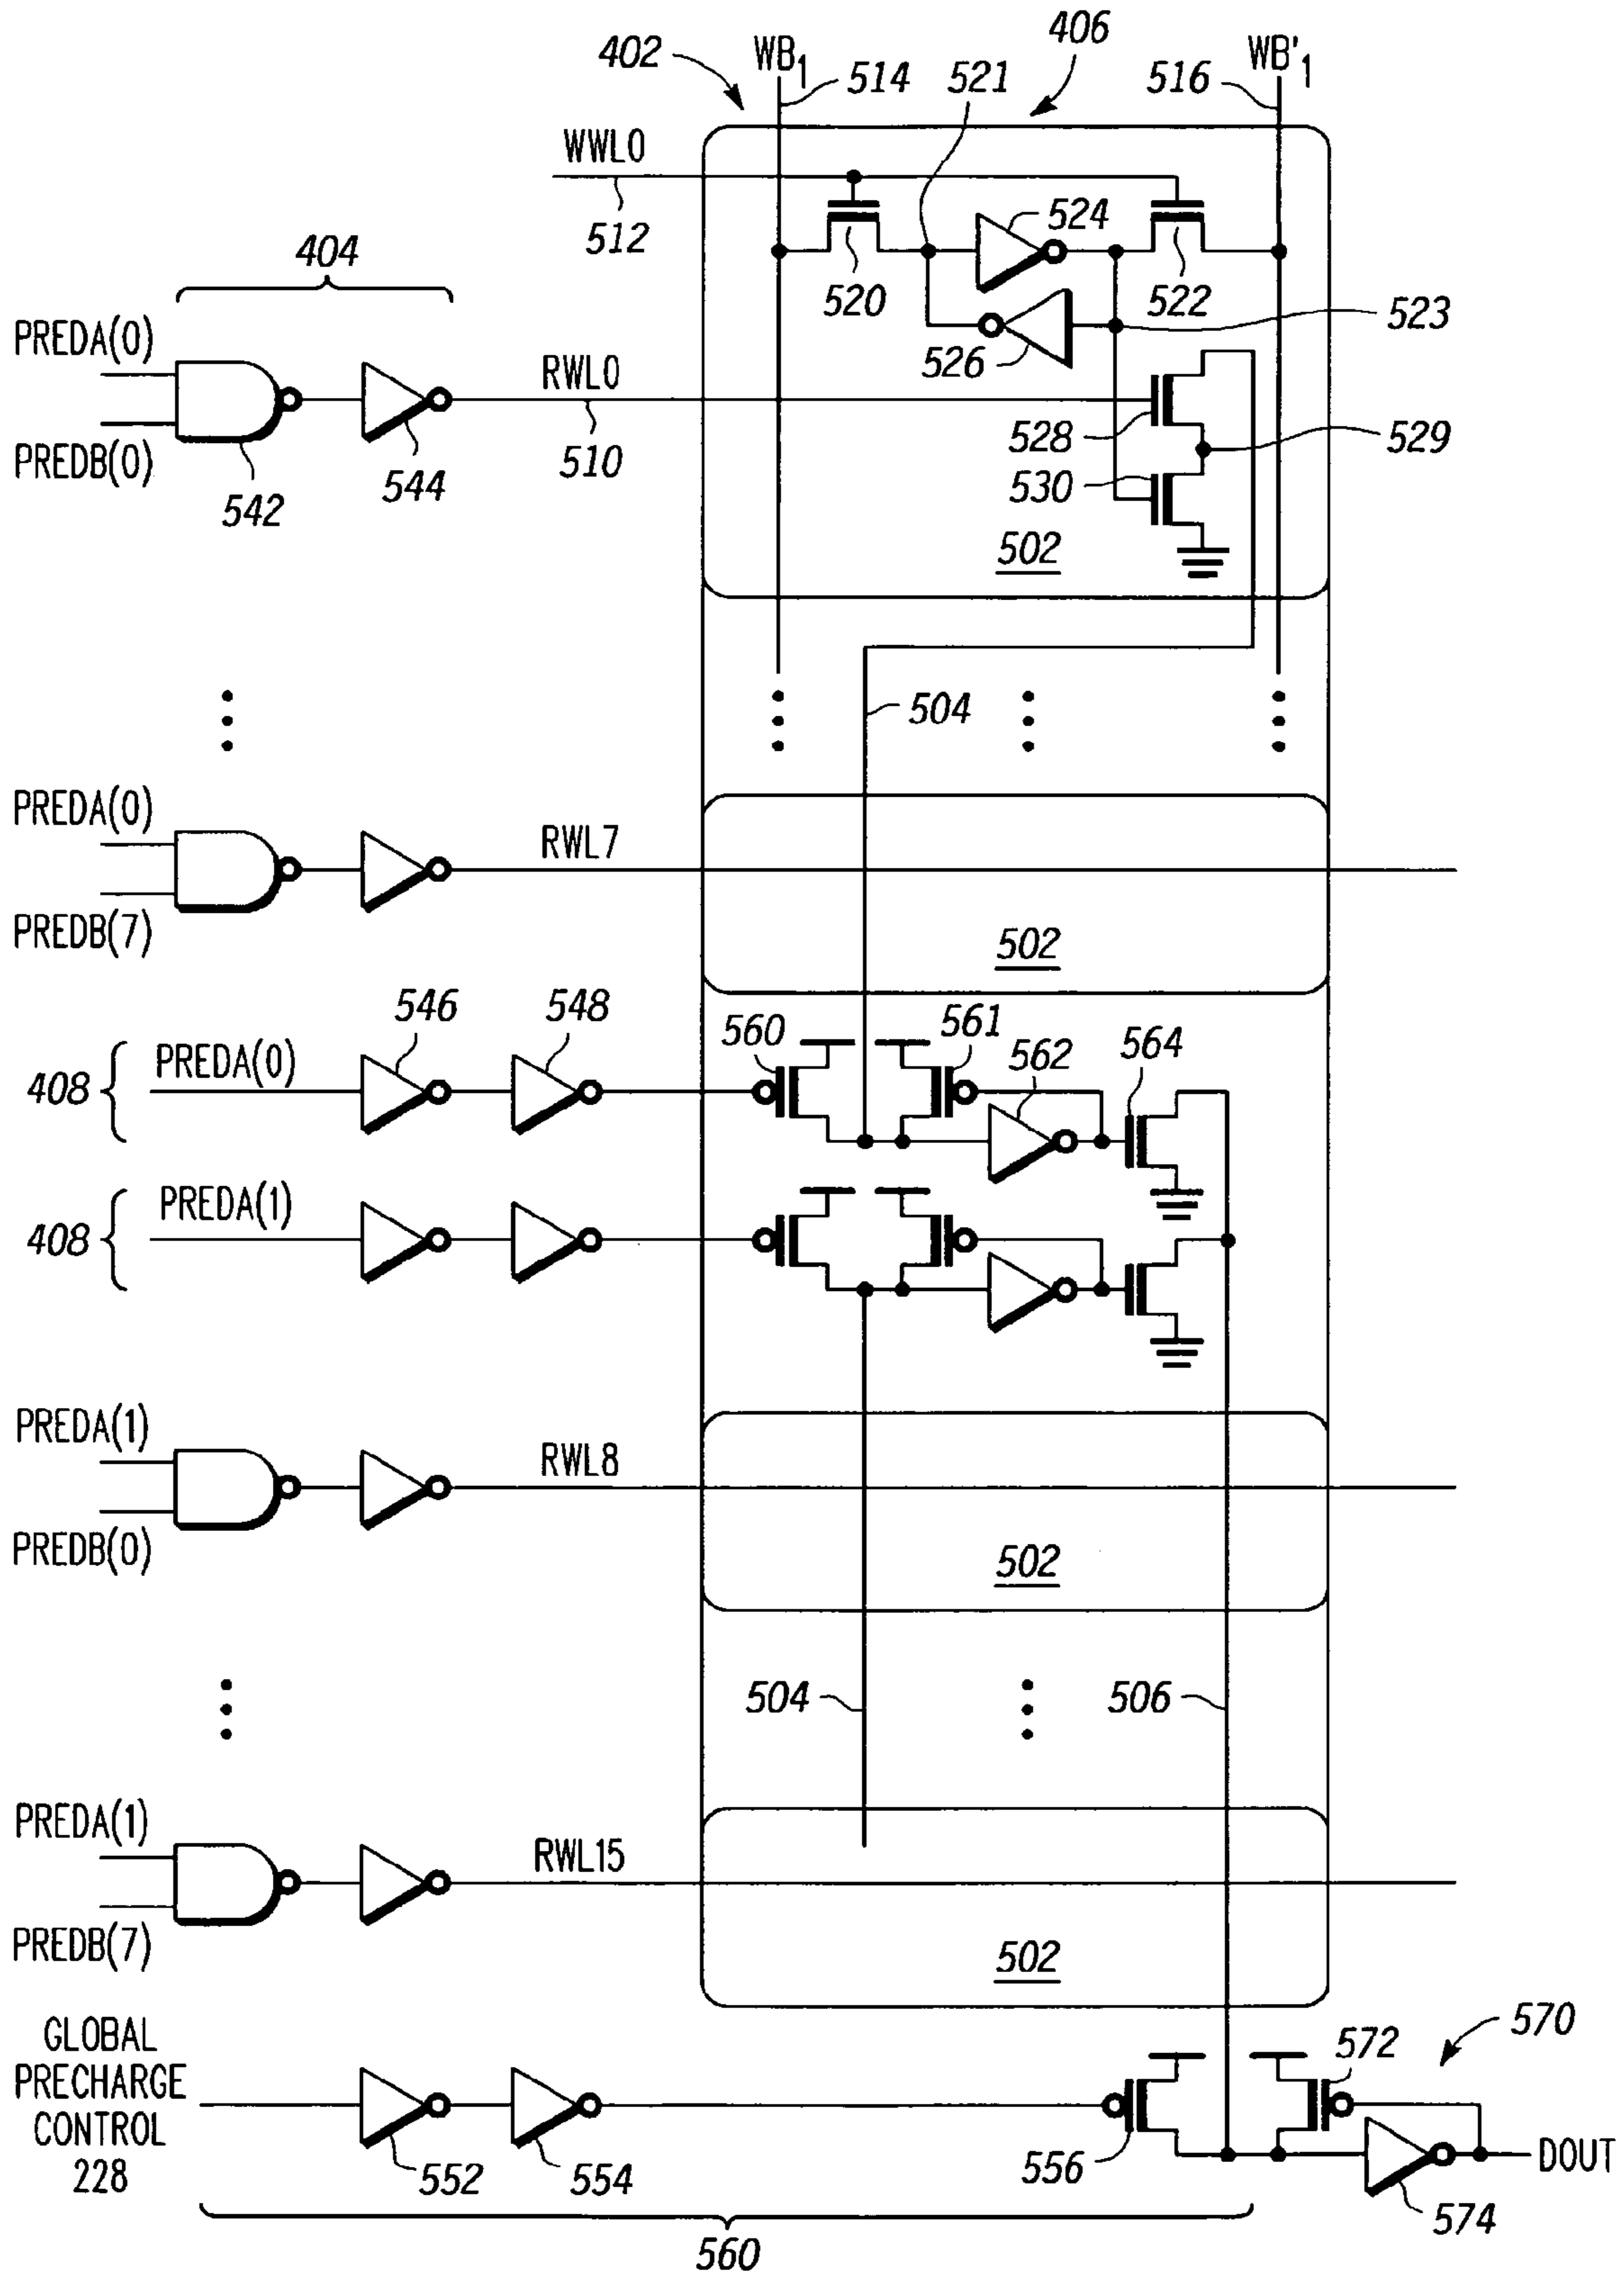 402
WB1
514
521
406
WB'1
516
WWL0
512
520
524
522
523
526
404
PREDA(0)
PREDB(0)
542
544
RWL0
510
528
529
530
502
504
PREDA(0)
PREDB(7)
RWL7
502
546
548
560
561
562
564
408
PREDA(0)
408
PREDA(1)
PREDA(1)
PREDB(0)
RWL8
502
504
506
PREDA(1)
PREDB(7)
RWL15
502
GLOBAL
PRECHARGE
CONTROL
228
552
554
556
572
570
574
DOUT
560